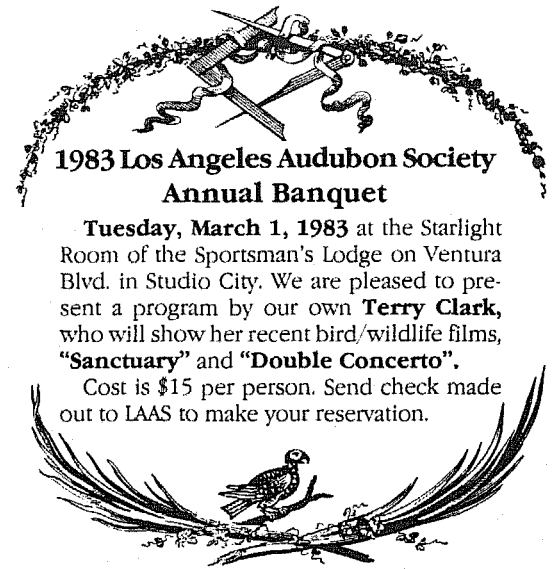 1983 Los Angeles Audubon Society
Annual Banquet
Tuesday, March 1, 1983 at the Starlight
Room of the Sportsman's Lodge on Ventura
Blvd. in Studio City. We are pleased to pre-
sent a program by our own Terry Clark,
who will show her recent bird/wildlife films,
"Sanctuary" and "Double Concerto".
Cost is $15 per person. Send check made
out to LAAS to make your reservation.